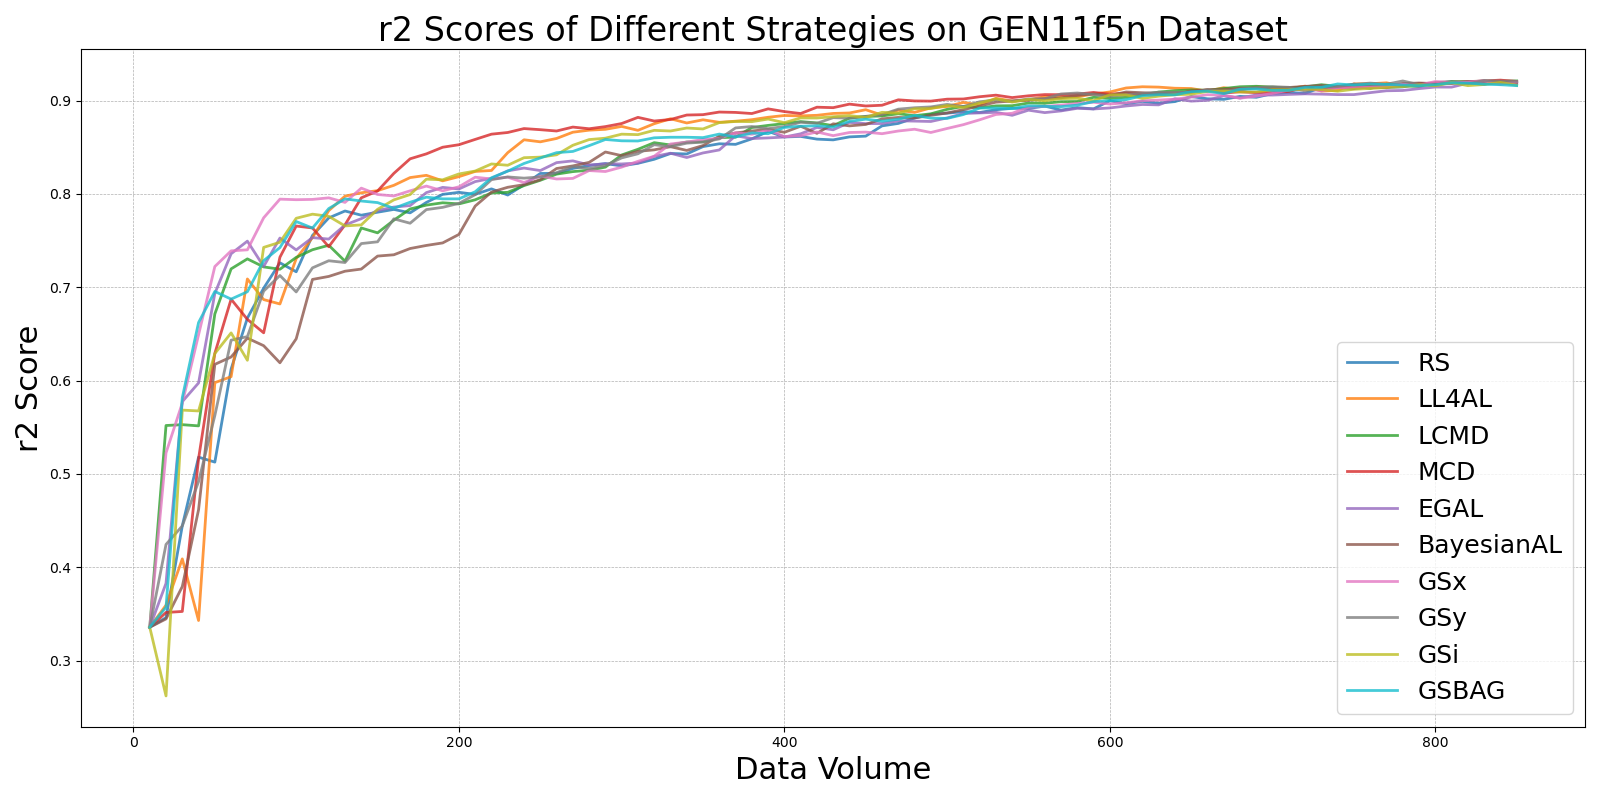 r2 Scores of Different Strategies on GEN11f5n Dataset
r2 Score
0.9
0.8
0.7
0.6
0.5
0.4
0.3
0
200
400
600
800
Data Volume
RS
LL4AL
LCMD
MCD
EGAL
BayesianAL
GSx
GSy
GSi
GSBAG